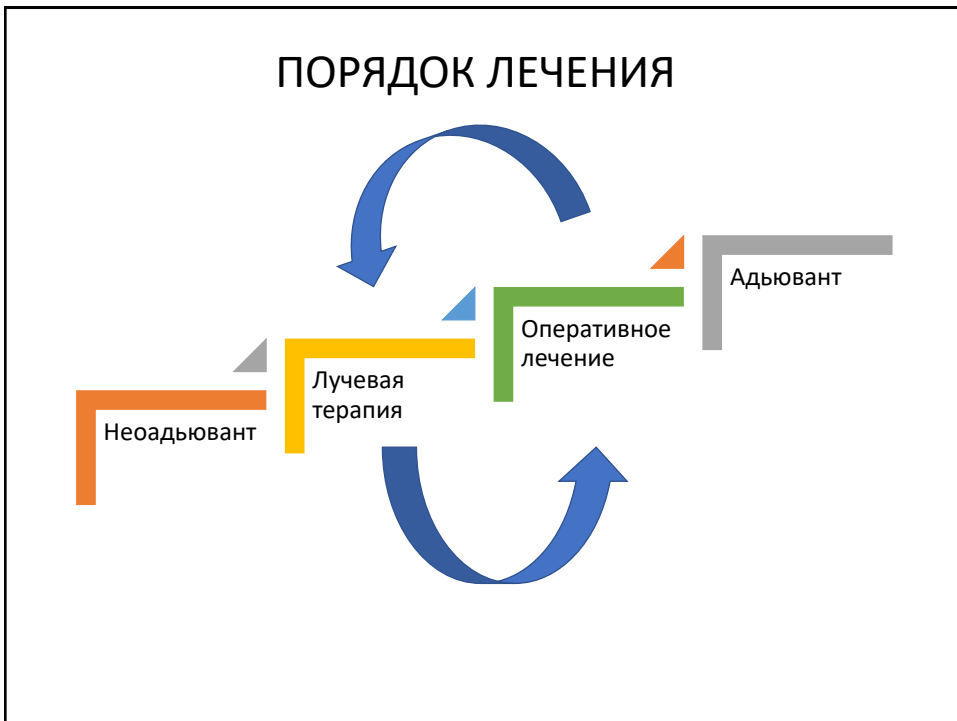 ПОРЯДОК ЛЕЧЕНИЯ
Неоадьювант
Лучевая
терапия
Оперативное
лечение
Адьювант